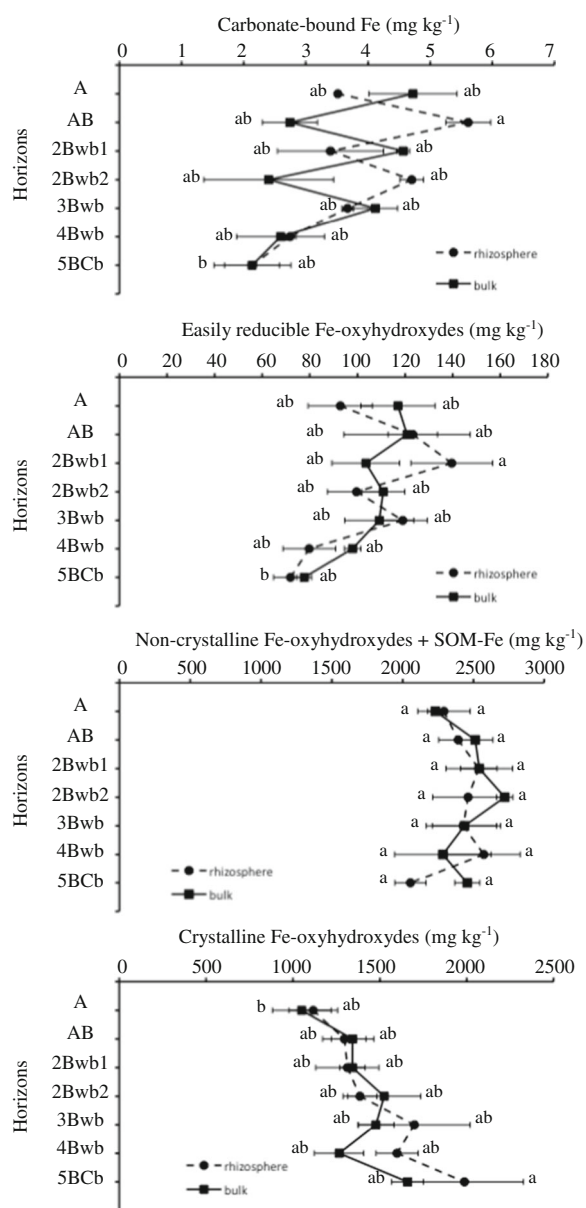 Carbonate-bound Fe (mg kg⁻¹)
0 1 2 3 4 5 6 7
A ab ab
AB ab a
2Bwb1 ab ab
2Bwb2 ab ab
3Bwb ab ab
4Bwb ab ab
5BCb b ab
Horizons
rhizosphere
bulk
Easily reducible Fe-oxyhydroxydes (mg kg⁻¹)
0 20 40 60 80 100 120 140 160 180
A ab ab
AB ab ab
2Bwb1 ab a
2Bwb2 ab ab
3Bwb ab ab
4Bwb ab ab
5BCb b ab
Horizons
rhizosphere
bulk
Non-crystalline Fe-oxyhydroxydes + SOM-Fe (mg kg⁻¹)
0 500 1000 1500 2000 2500 3000
A a a
AB a a
2Bwb1 a a
2Bwb2 a a
3Bwb a a
4Bwb a a
5BCb a a
Horizons
rhizosphere
bulk
Crystalline Fe-oxyhydroxydes (mg kg⁻¹)
0 500 1000 1500 2000 2500
A b ab
AB ab ab
2Bwb1 ab ab
2Bwb2 ab ab
3Bwb ab ab
4Bwb ab ab
5BCb ab a
Horizons
rhizosphere
bulk